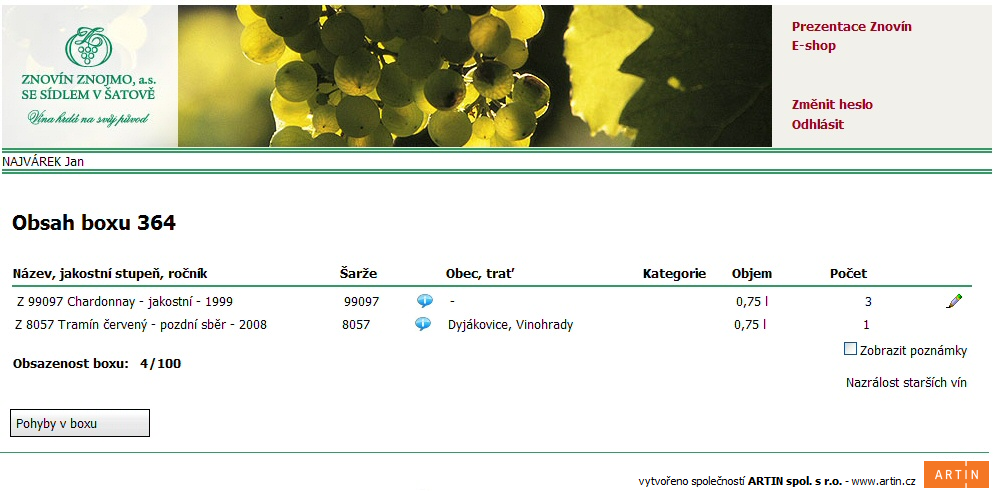 ZNOVÍN ZNOJMO, a.s.
SE SÍDLEM V ŠATOVĚ
Vína hrdá na svůj původ
Prezentace Znovín
E-shop
Změnit heslo
Odhlásit
NAJVÁREK Jan
Obsah boxu 364
Název, jakostní stupeň, ročník Šarže Obec, trať Kategorie Objem Počet
Z 99097 Chardonnay - jakostní - 1999 99097 - 0,75 l 3
Z 8057 Tramín červený - pozdní sběr - 2008 8057 Dyjákovice, Vinohrady 0,75 l 1
Obsazenost boxu: 4/100
Zobrazit poznámky
Nazrálost starších vín
Pohyby v boxu
vytvořeno společností ARTIN spol. s r.o. - www.artin.cz
ARTIN